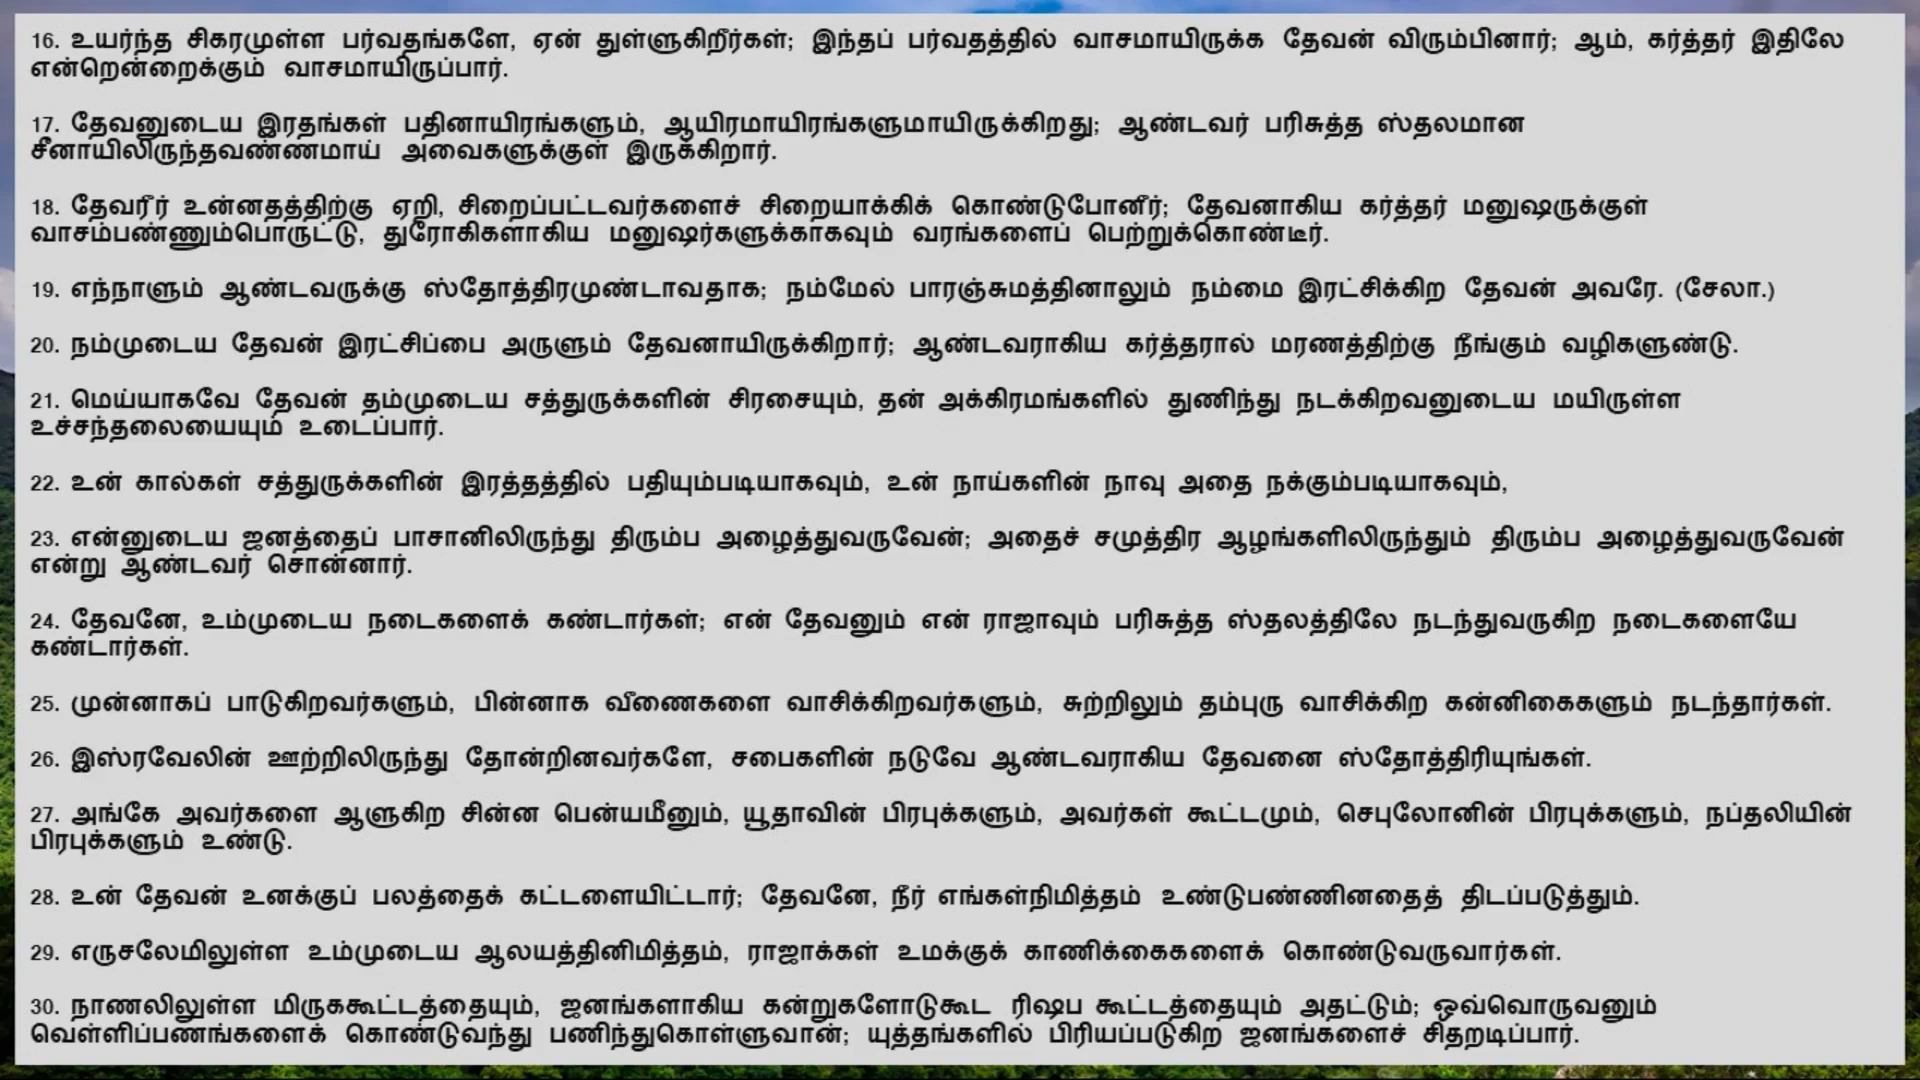 16. உயர்ந்த சிகரமுள்ள பர்வதங்களே, ஏன் துள்ளுகிறீர்கள்; இந்தப் பர்வதத்தில் வாசமாயிருக்க தேவன் விரும்பினார்; ஆம், கர்த்தர் இதிலே
என்றென்றைக்கும் வாசமாயிருப்பார்.
17. தேவனுடைய இரதங்கள் பதினாயிரங்களும், ஆயிரமாயிரங்களுமாயிருக்கிறது; ஆண்டவர் பரிசுத்த ஸ்தலமான
சீனாயிலிருந்தவண்ணமாய் அவைகளுக்குள் இருக்கிறார்.
18. தேவரீர் உன்னதத்திற்கு ஏறி, சிறைப்பட்டவர்களைச் சிறையாக்கிக் கொண்டுபோனீர்; தேவனாகிய கர்த்தர் மனுஷருக்குள்
வாசம்பண்ணும்பொருட்டு, துரோகிகளாகிய மனுஷர்களுக்காகவும் வரங்களைப் பெற்றுக்கொண்டீர்.
19. எந்நாளும் ஆண்டவருக்கு ஸ்தோத்திரமுண்டாவதாக; நம்மேல் பாரஞ்சுமத்தினாலும் நம்மை இரட்சிக்கிற தேவன் அவரே. (சேலா.)
20. நம்முடைய தேவன் இரட்சிப்பை அருளும் தேவனாயிருக்கிறார்; ஆண்டவராகிய கர்த்தரால் மரணத்திற்கு நீங்கும் வழிகளுண்டு.
21. மெய்யாகவே தேவன் தம்முடைய சத்துருக்களின் சிரசையும், தன் அக்கிரமங்களில் துணிந்து நடக்கிறவனுடைய மயிருள்ள
உச்சந்தலையையும் உடைப்பார்.
22. உன் கால்கள் சத்துருக்களின் இரத்தத்தில் பதியும்படியாகவும், உன் நாய்களின் நாவு அதை நக்கும்படியாகவும்,
23. என்னுடைய ஜனத்தைப் பாசானிலிருந்து திரும்ப அழைத்துவருவேன்; அதைச் சமுத்திர ஆழங்களிலிருந்தும் திரும்ப அழைத்துவருவேன்
என்று ஆண்டவர் சொன்னார்.
24. தேவனே, உம்முடைய நடைகளைக் கண்டார்கள்; என் தேவனும் என் ராஜாவும் பரிசுத்த ஸ்தலத்திலே நடந்துவருகிற நடைகளையே
கண்டார்கள்.
25. முன்னாகப் பாடுகிறவர்களும், பின்னாக வீணைகளை வாசிக்கிறவர்களும், சுற்றிலும் தம்புரு வாசிக்கிற கன்னிகைகளும் நடந்தார்கள்.
26. இஸ்ரவேலின் ஊற்றிலிருந்து தோன்றினவர்களே, சபைகளின் நடுவே ஆண்டவராகிய தேவனை ஸ்தோத்திரியுங்கள்.
27. அங்கே அவர்களை ஆளுகிற சின்ன பென்யமீனும், யூதாவின் பிரபுக்களும், அவர்கள் கூட்டமும், செபுலோனின் பிரபுக்களும், நப்தலியின்
பிரபுக்களும் உண்டு.
28. உன் தேவன் உனக்குப் பலத்தைக் கட்டளையிட்டார்; தேவனே, நீர் எங்கள்நிமித்தம் உண்டுபண்ணினதைத் திடப்படுத்தும்.
29. எருசலேமிலுள்ள உம்முடைய ஆலயத்தினிமித்தம், ராஜாக்கள் உமக்குக் காணிக்கைகளைக் கொண்டுவருவார்கள்.
30. நாணலிலுள்ள மிருககூட்டத்தையும், ஜனங்களாகிய கன்றுகளோடுகூட ரிஷப கூட்டத்தையும் அதட்டும்; ஒவ்வொருவனும்
வெள்ளிப்பணங்களைக் கொண்டுவந்து பணிந்துகொள்ளுவான்; யுத்தங்களில் பிரியப்படுகிற ஜனங்களைச் சிதறடிப்பார்.